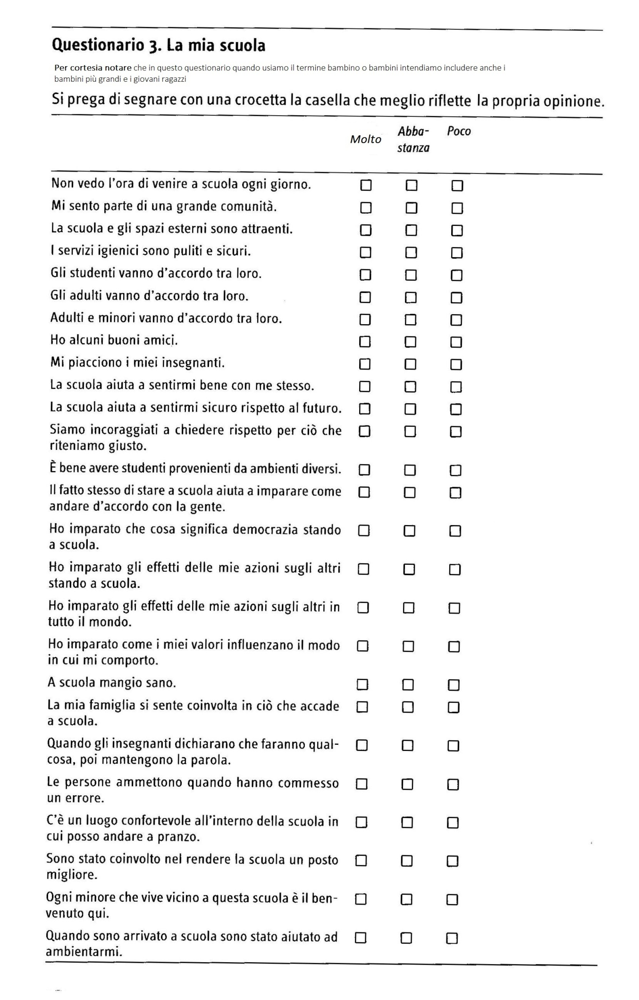 Questionario 3. La mia scuola
Per cortesia notare che in questo questionario quando usiamo il termine bambino o bambini intendiamo includere anche i
bambini più grandi e i giovani ragazzi
Si prega di segnare con una crocetta la casella che meglio riflette la propria opinione.
Molto Abba- Poco
stanza
Non vedo l'ora di venire a scuola ogni giorno.
Mi sento parte di una grande comunità.
La scuola e gli spazi esterni sono attraenti.
I servizi igienici sono puliti e sicuri.
Gli studenti vanno d'accordo tra loro.
Gli adulti vanno d'accordo tra loro.
Adulti e minori vanno d'accordo tra loro.
Ho alcuni buoni amici.
Mi piacciono i miei insegnanti.
La scuola aiuta a sentirmi bene con me stesso.
La scuola aiuta a sentirmi sicuro rispetto al futuro.
Siamo incoraggiati a chiedere rispetto per ciò che
riteniamo giusto.
È bene avere studenti provenienti da ambienti diversi.
Il fatto stesso di stare a scuola aiuta a imparare come
andare d'accordo con la gente.
Ho imparato che cosa significa democrazia stando
a scuola.
Ho imparato gli effetti delle mie azioni sugli altri
stando a scuola.
Ho imparato gli effetti delle mie azioni sugli altri in
tutto il mondo.
Ho imparato come i miei valori influenzano il modo
in cui mi comporto.
A scuola mangio sano.
La mia famiglia si sente coinvolta in ciò che accade
a scuola.
Quando gli insegnanti dichiarano che faranno qual-
cosa, poi mantengono la parola.
Le persone ammettono quando hanno commesso
un errore.
C'è un luogo confortevole all'interno della scuola in
cui posso andare a pranzo.
Sono stato coinvolto nel rendere la scuola un posto
migliore.
Ogni minore che vive vicino a questa scuola è il ben-
venuto qui.
Quando sono arrivato a scuola sono stato aiutato ad
ambientarmi.